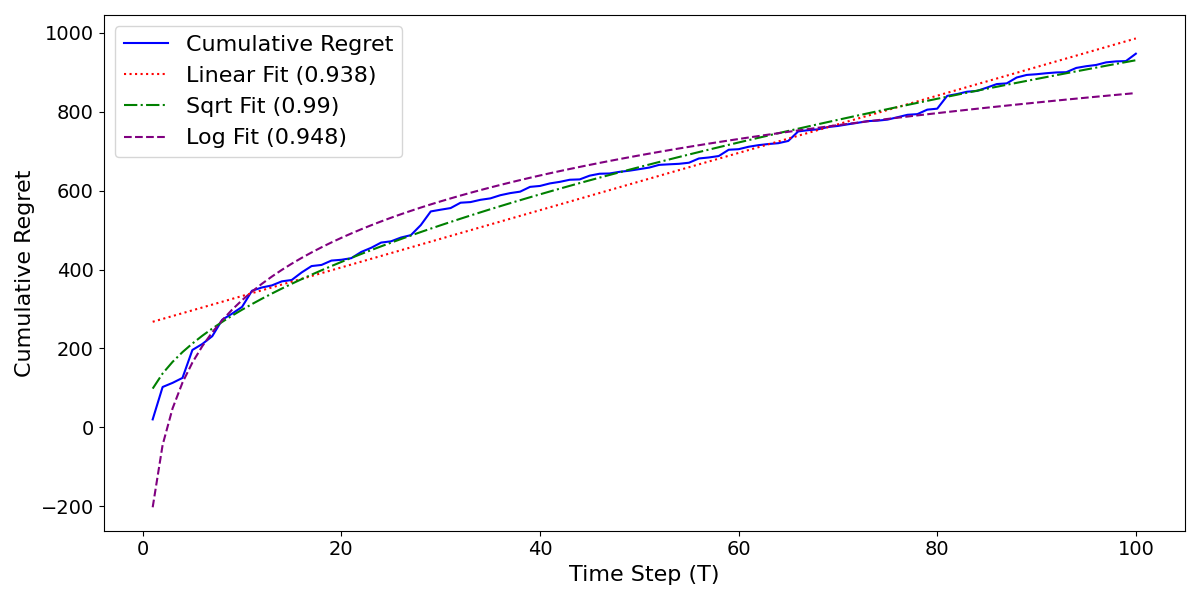 Cumulative Regret
Linear Fit (0.938)
Sqrt Fit (0.99)
Log Fit (0.948)
Cumulative Regret
1000
800
600
400
200
0
−200
0 20 40 60 80 100
Time Step (T)